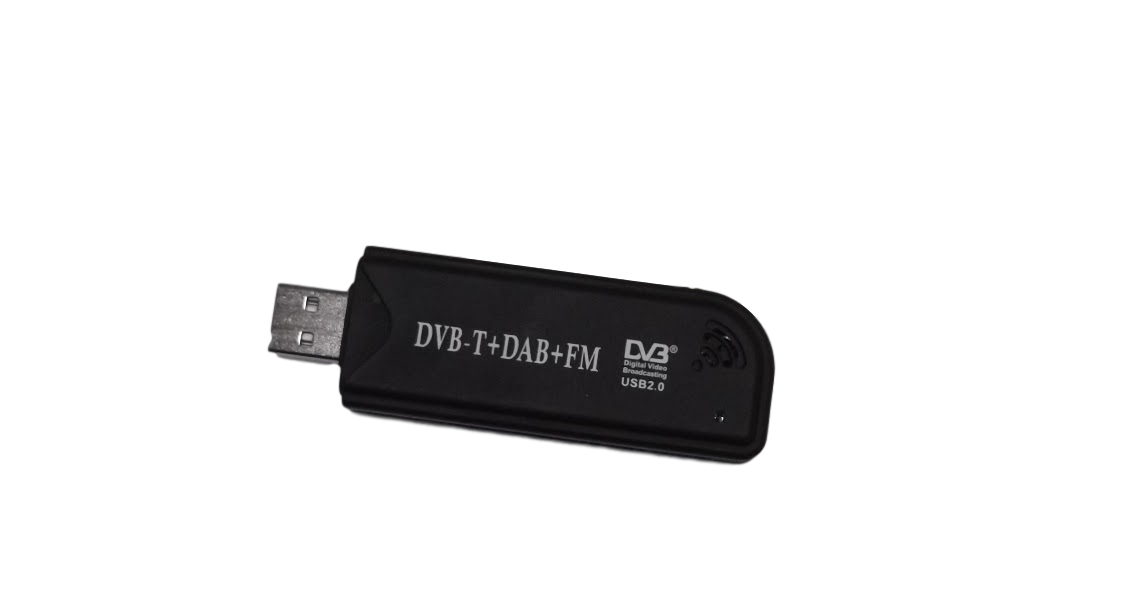 DVB-T+DAB+FM
DVB®
Digital Video
Broadcasting
USB2.0